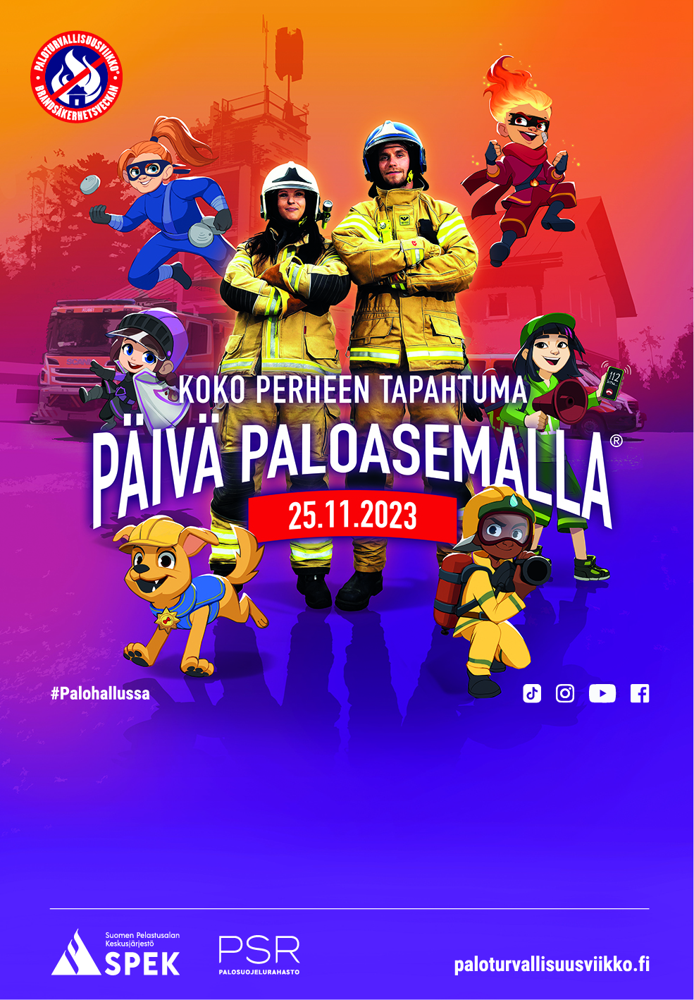 PALOTURVALLISUUSVIIKKO®
BRANDSÄKERHETSVECKAN
SCANIA
112
KOKO PERHEEN TAPAHTUMA
PÄIVÄ PALOASEMALLA®
25.11.2023
#Palohallussa
Suomen Pelastusalan
Keskusjärjestö
SPEK
PSR
PALOSUOJELURAHASTO
paloturvallisuusviikko.fi